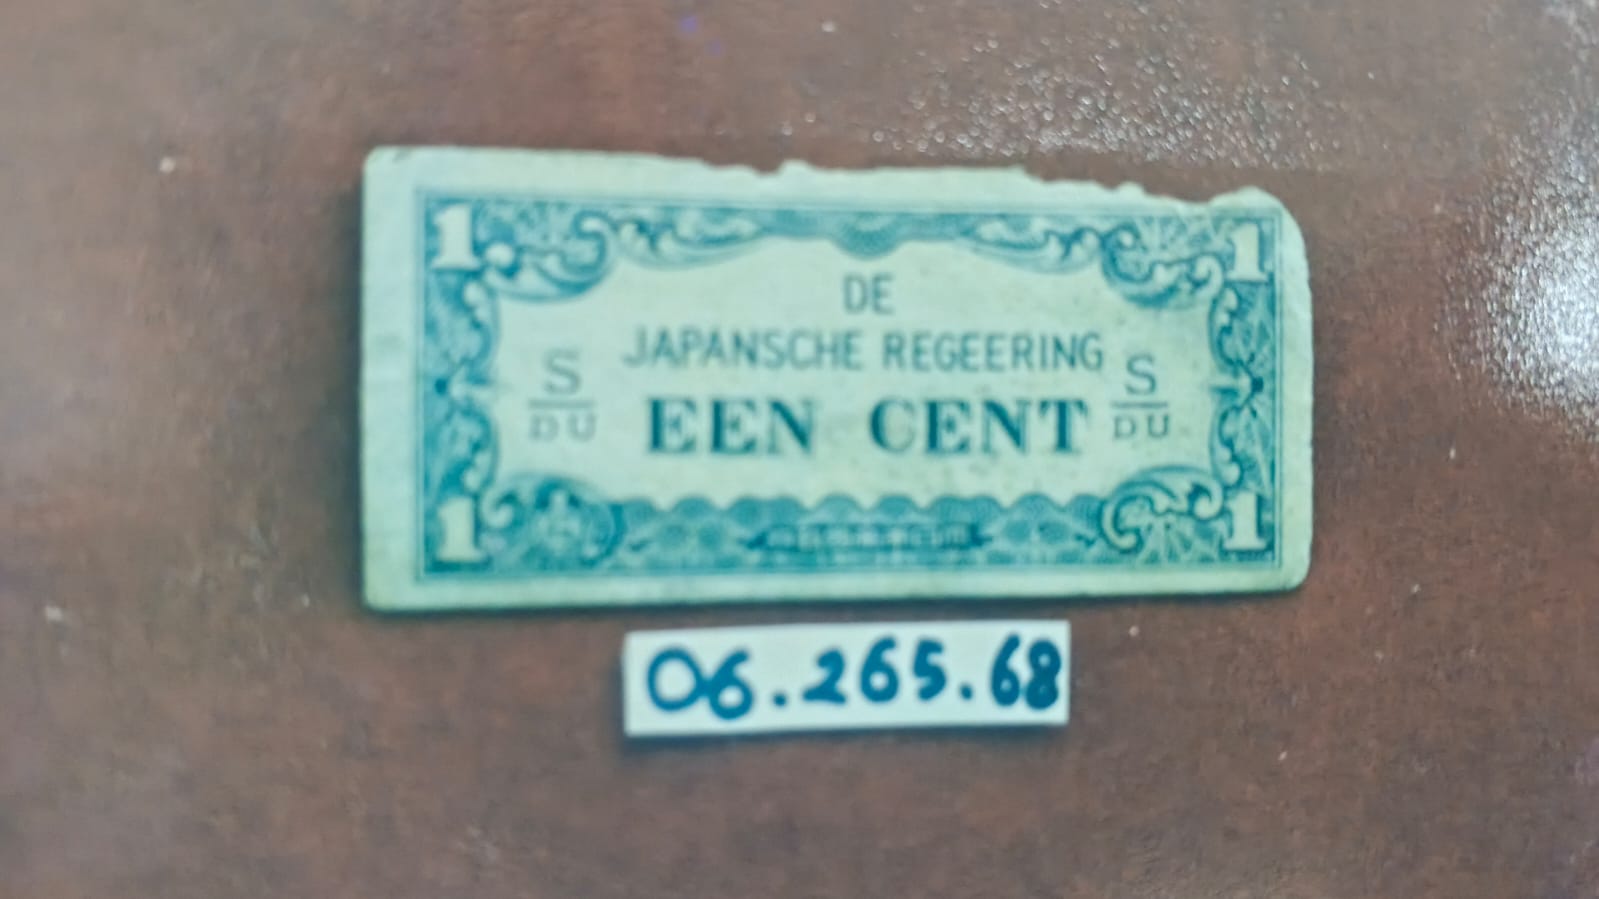 1 1
DE
JAPANSCHE REGEERING
S S
DU DU
EEN CENT
1 1
06.265.68